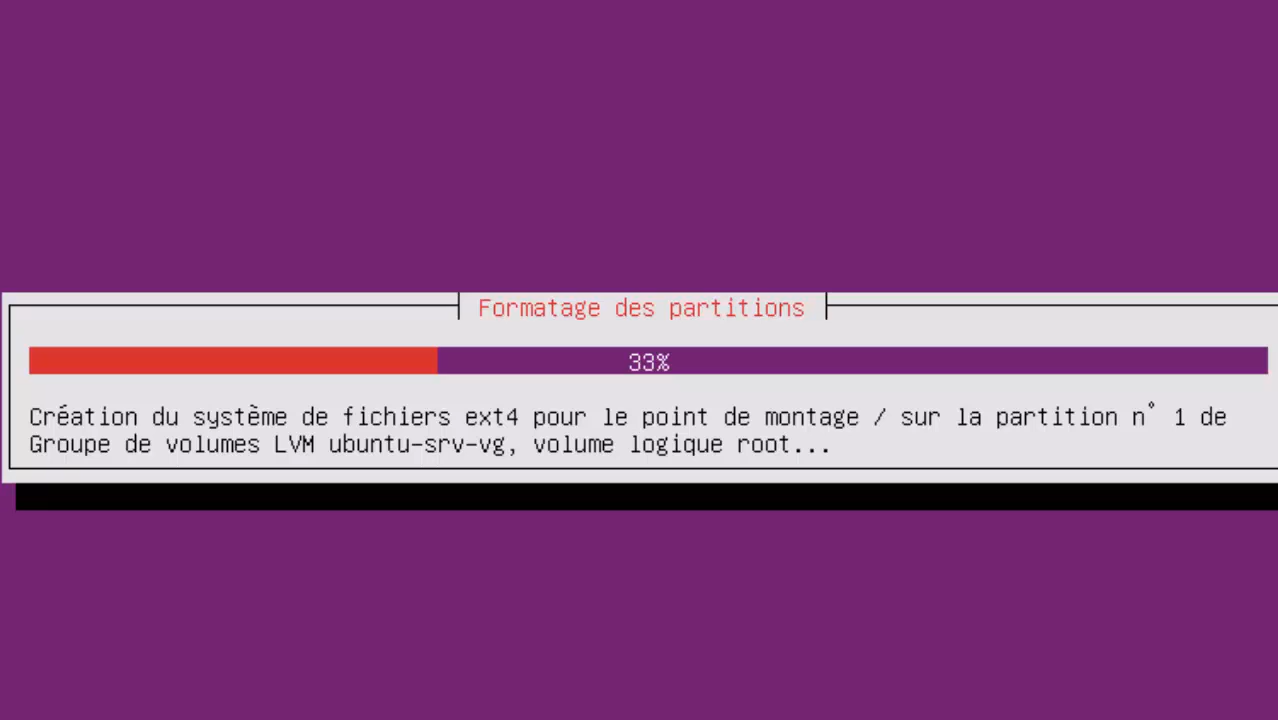 Formatage des partitions
33%
Création du système de fichiers ext4 pour le point de montage / sur la partition n° 1 de
Groupe de volumes LVM ubuntu-srv-vg, volume logique root...